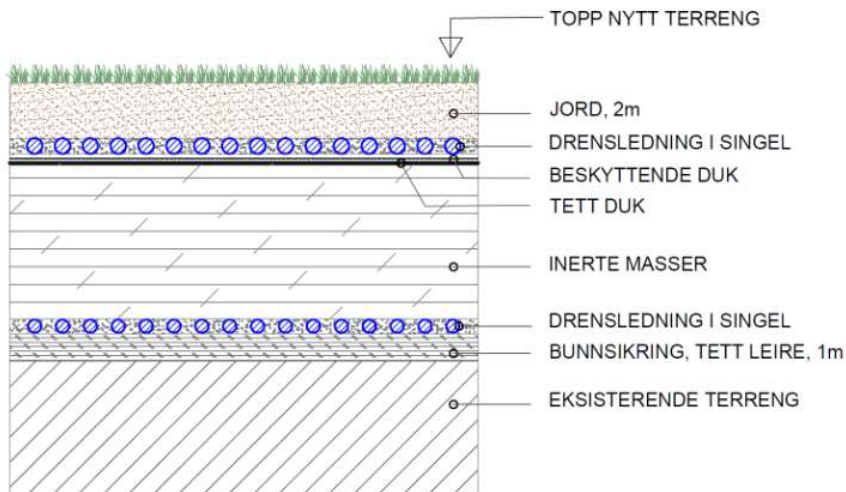 TOPP NYTT TERRENG
JORD, 2m
DRENSLEDNING I SINGEL
BESKYTTENDE DUK
TETT DUK
INERTE MASSER
DRENSLEDNING I SINGEL
BUNNSIKRING, TETT LEIRE, 1m
EKSISTERENDE TERRENG